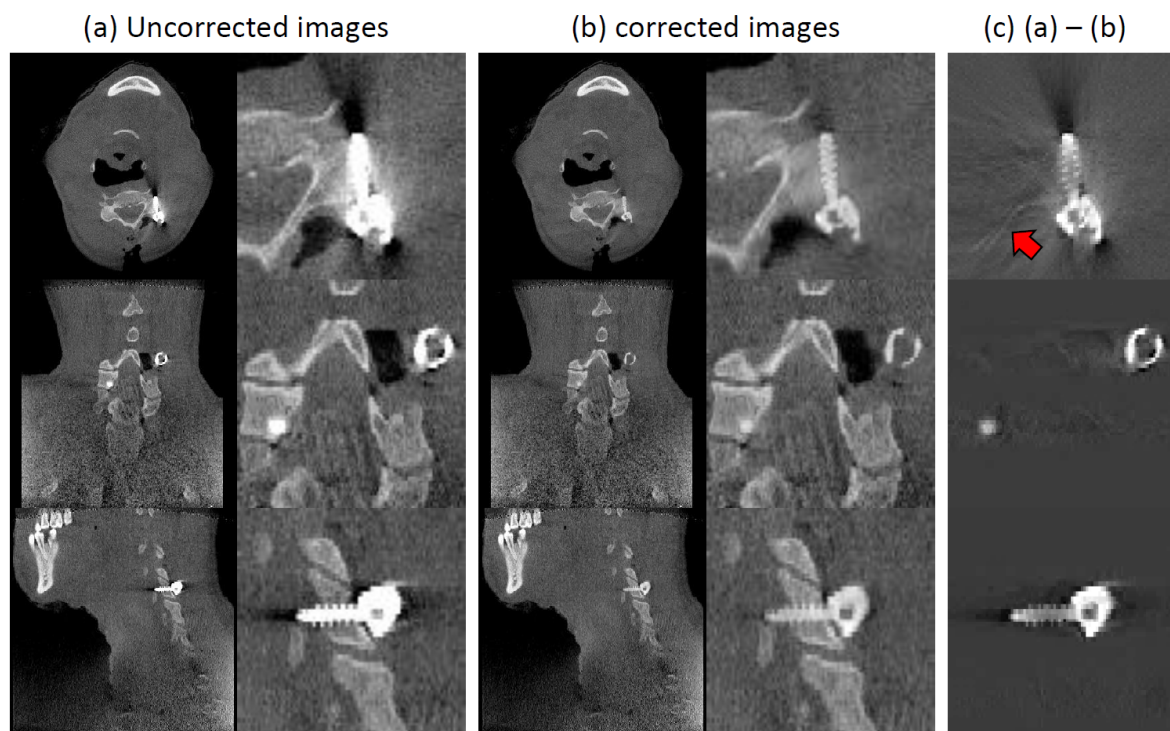 (a) Uncorrected images
(b) corrected images
(c) (a) – (b)